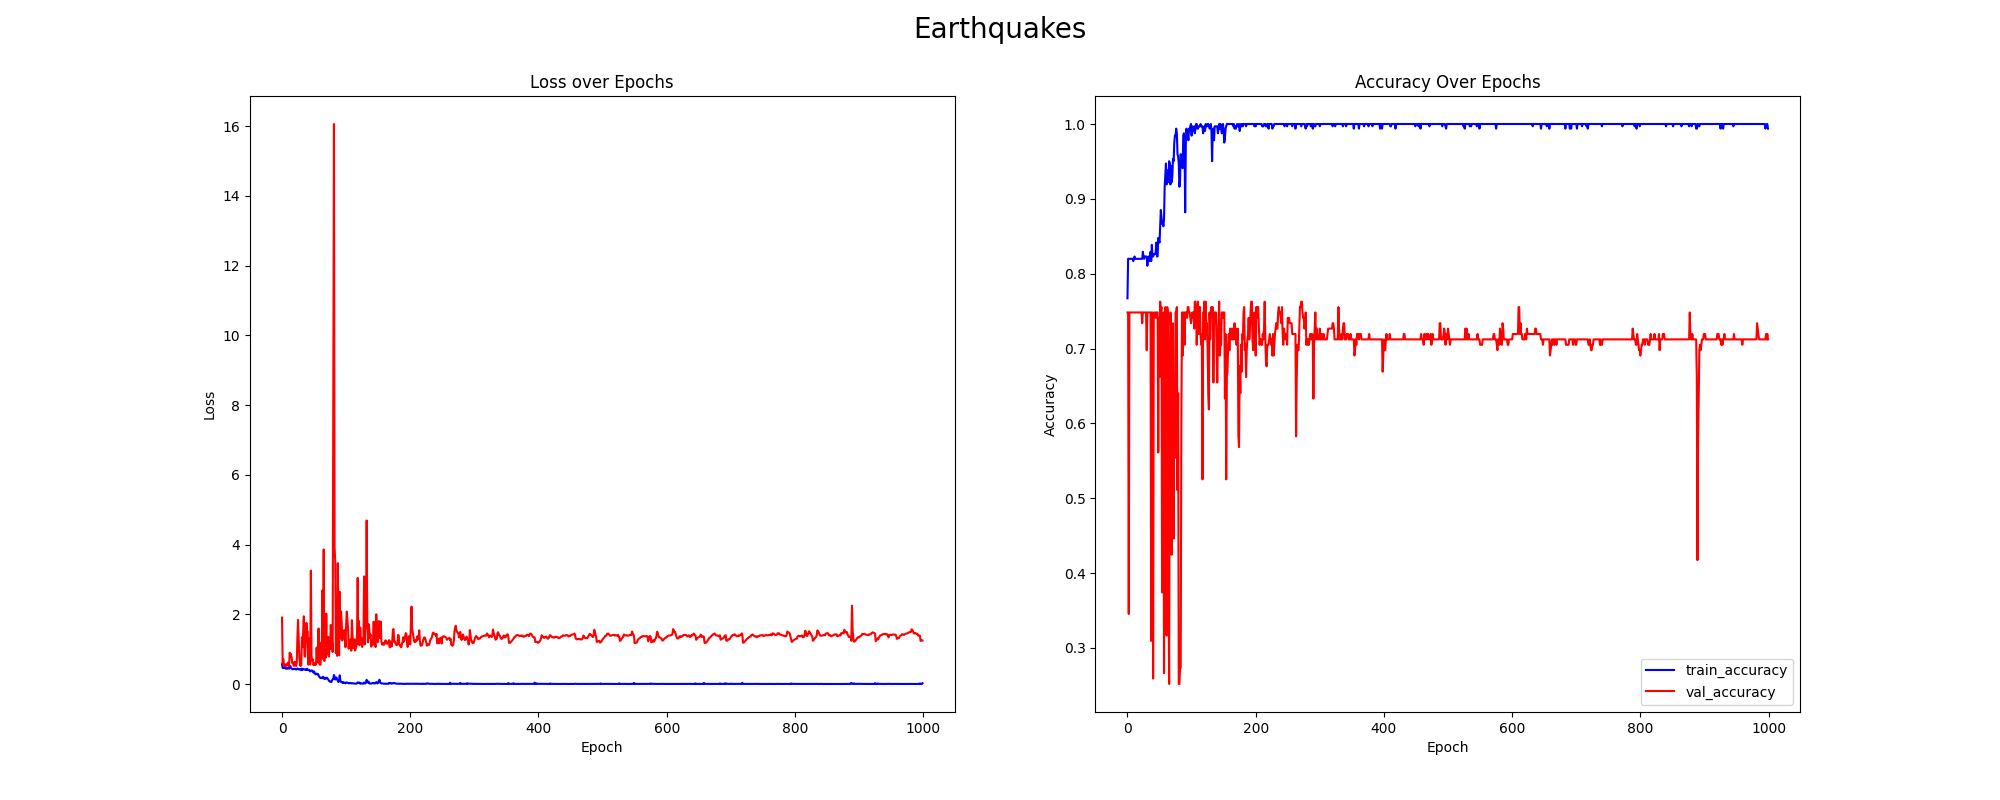 Earthquakes
Loss over Epochs
16
14
12
10
8
6
4
2
0
Loss
0 200 400 600 800 1000
Epoch
Accuracy Over Epochs
1.0
0.9
0.8
0.7
0.6
0.5
0.4
0.3
Accuracy
train_accuracy
val_accuracy
0 200 400 600 800 1000
Epoch